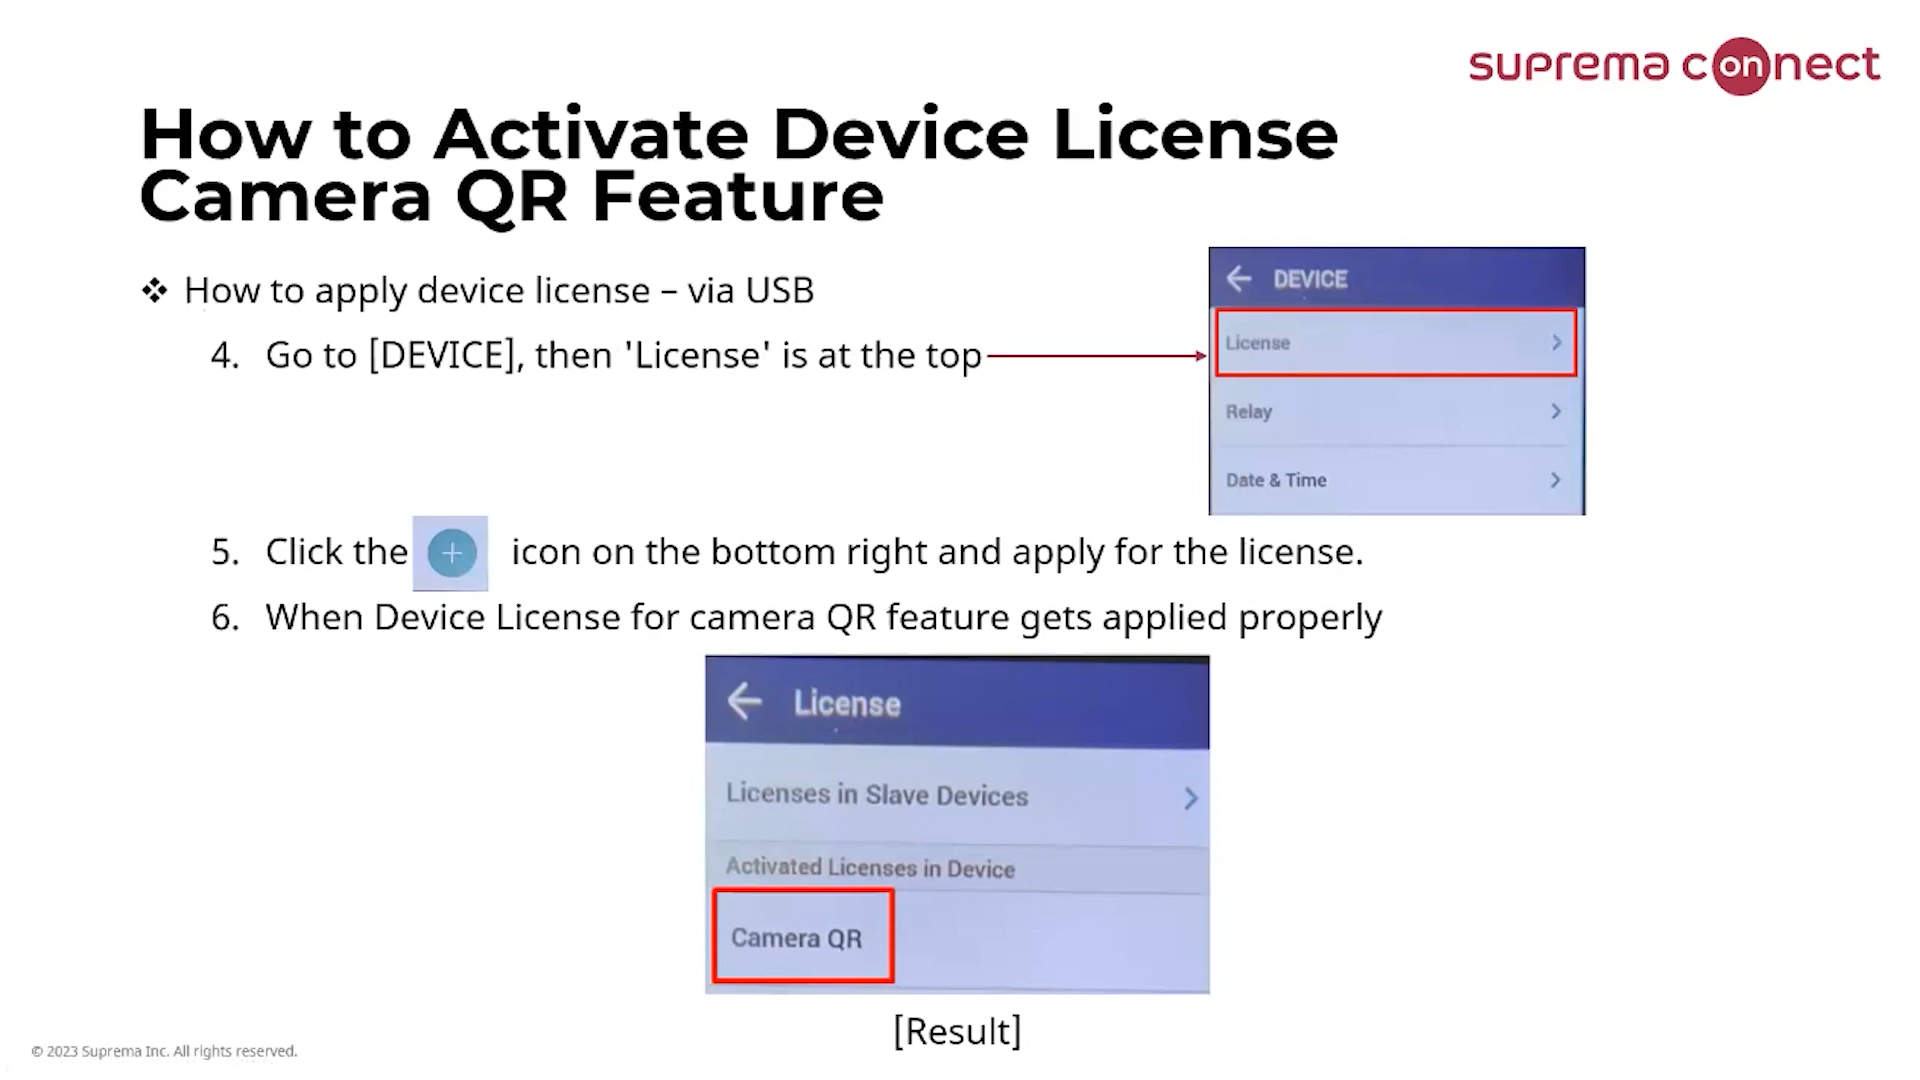 suprema connect
How to Activate Device License
Camera QR Feature
❖ How to apply device license – via USB
4. Go to [DEVICE], then 'License' is at the top
DEVICE
License
Relay
Date & Time
5. Click the + icon on the bottom right and apply for the license.
6. When Device License for camera QR feature gets applied properly
License
Licenses in Slave Devices
Activated Licenses in Device
Camera QR
[Result]
© 2023 Suprema Inc. All rights reserved.